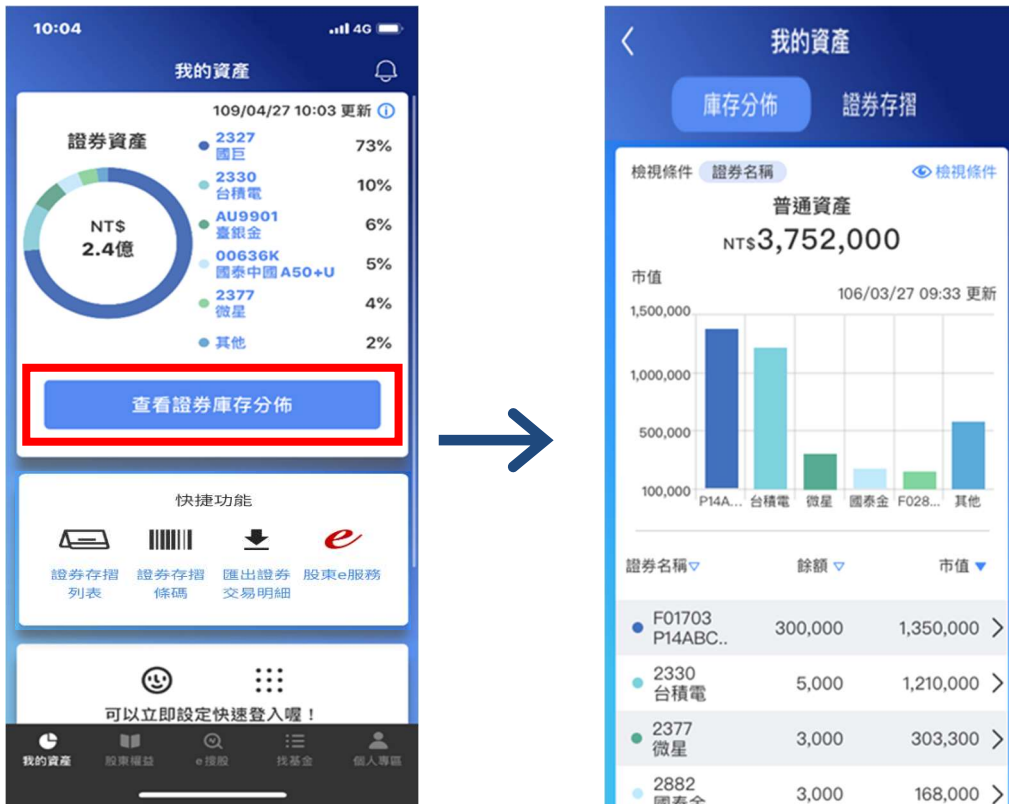 10:04
4G
我的資產
109/04/27 10:03 更新
證券資產
NT$
2.4億
2327
國巨
73%
2330
台積電
10%
AU9901
臺銀金
6%
00636K
國泰中國A50+U
5%
2377
微星
4%
其他
2%
查看證券庫存分佈
快捷功能
證券存摺
列表
證券存摺
條碼
匯出證券
交易明細
股東e服務
可以立即設定快速登入喔！
我的資產
股東權益
e投股
找基金
個人專區
我的資產
庫存分佈
證券存摺
檢視條件 證券名稱
檢視條件
普通資產
NT$3,752,000
市值
106/03/27 09:33 更新
1,500,000
1,000,000
500,000
100,000
P14A... 台積電 微星 國泰金 F028... 其他
證券名稱 餘額 市值
F01703
P14ABC..
300,000 1,350,000
2330
台積電
5,000 1,210,000
2377
微星
3,000 303,300
2882
國泰金
3,000 168,000